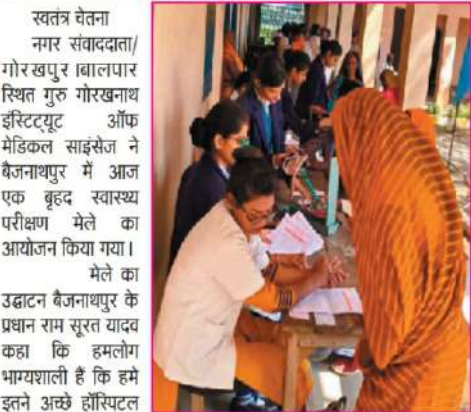 स्वतंत्र चेतना
नगर संवाददाता/
गोरखपुर।बालपार
स्थित गुरु गोरखनाथ
इंस्टिट्यूट ऑफ
मेडिकल साइंसेज ने
बैजनाथपुर में आज
एक बृहद स्वास्थ्य
परीक्षण मेले का
आयोजन किया गया।
मेले का
उद्घाटन बैजनाथपुर के
प्रधान राम सूरत यादव
कहा कि हमलोग
भाग्यशाली हैं कि हमे
इतने अच्छे हॉस्पिटल